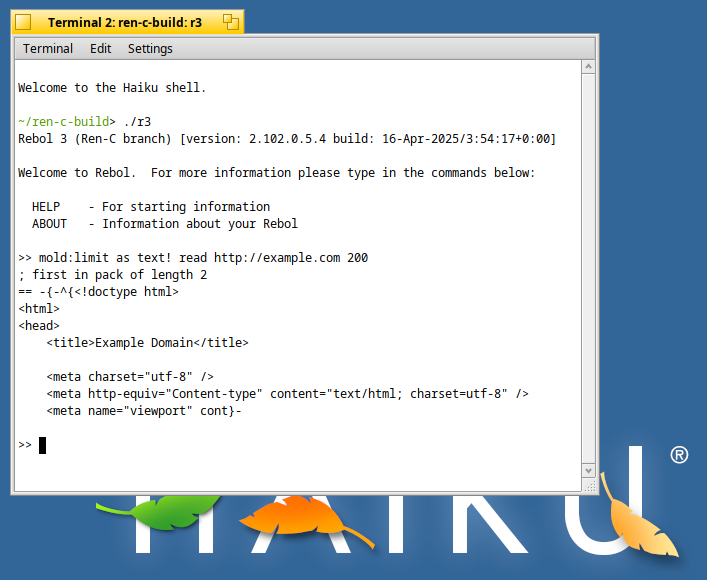 Terminal 2: ren-c-build: r3
Terminal Edit Settings
Welcome to the Haiku shell.
~/ren-c-build> ./r3
Rebol 3 (Ren-C branch) [version: 2.102.0.5.4 build: 16-Apr-2025/3:54:17+0:00]
Welcome to Rebol.  For more information please type in the commands below:
  HELP    - For starting information
  ABOUT   - Information about your Rebol
>> mold:limit as text! read http://example.com 200
; first in pack of length 2
== -{-^{<!doctype html>
<html>
<head>
    <title>Example Domain</title>
    <meta charset="utf-8" />
    <meta http-equiv="Content-type" content="text/html; charset=utf-8" />
    <meta name="viewport" cont}-
>>
HAIKU®